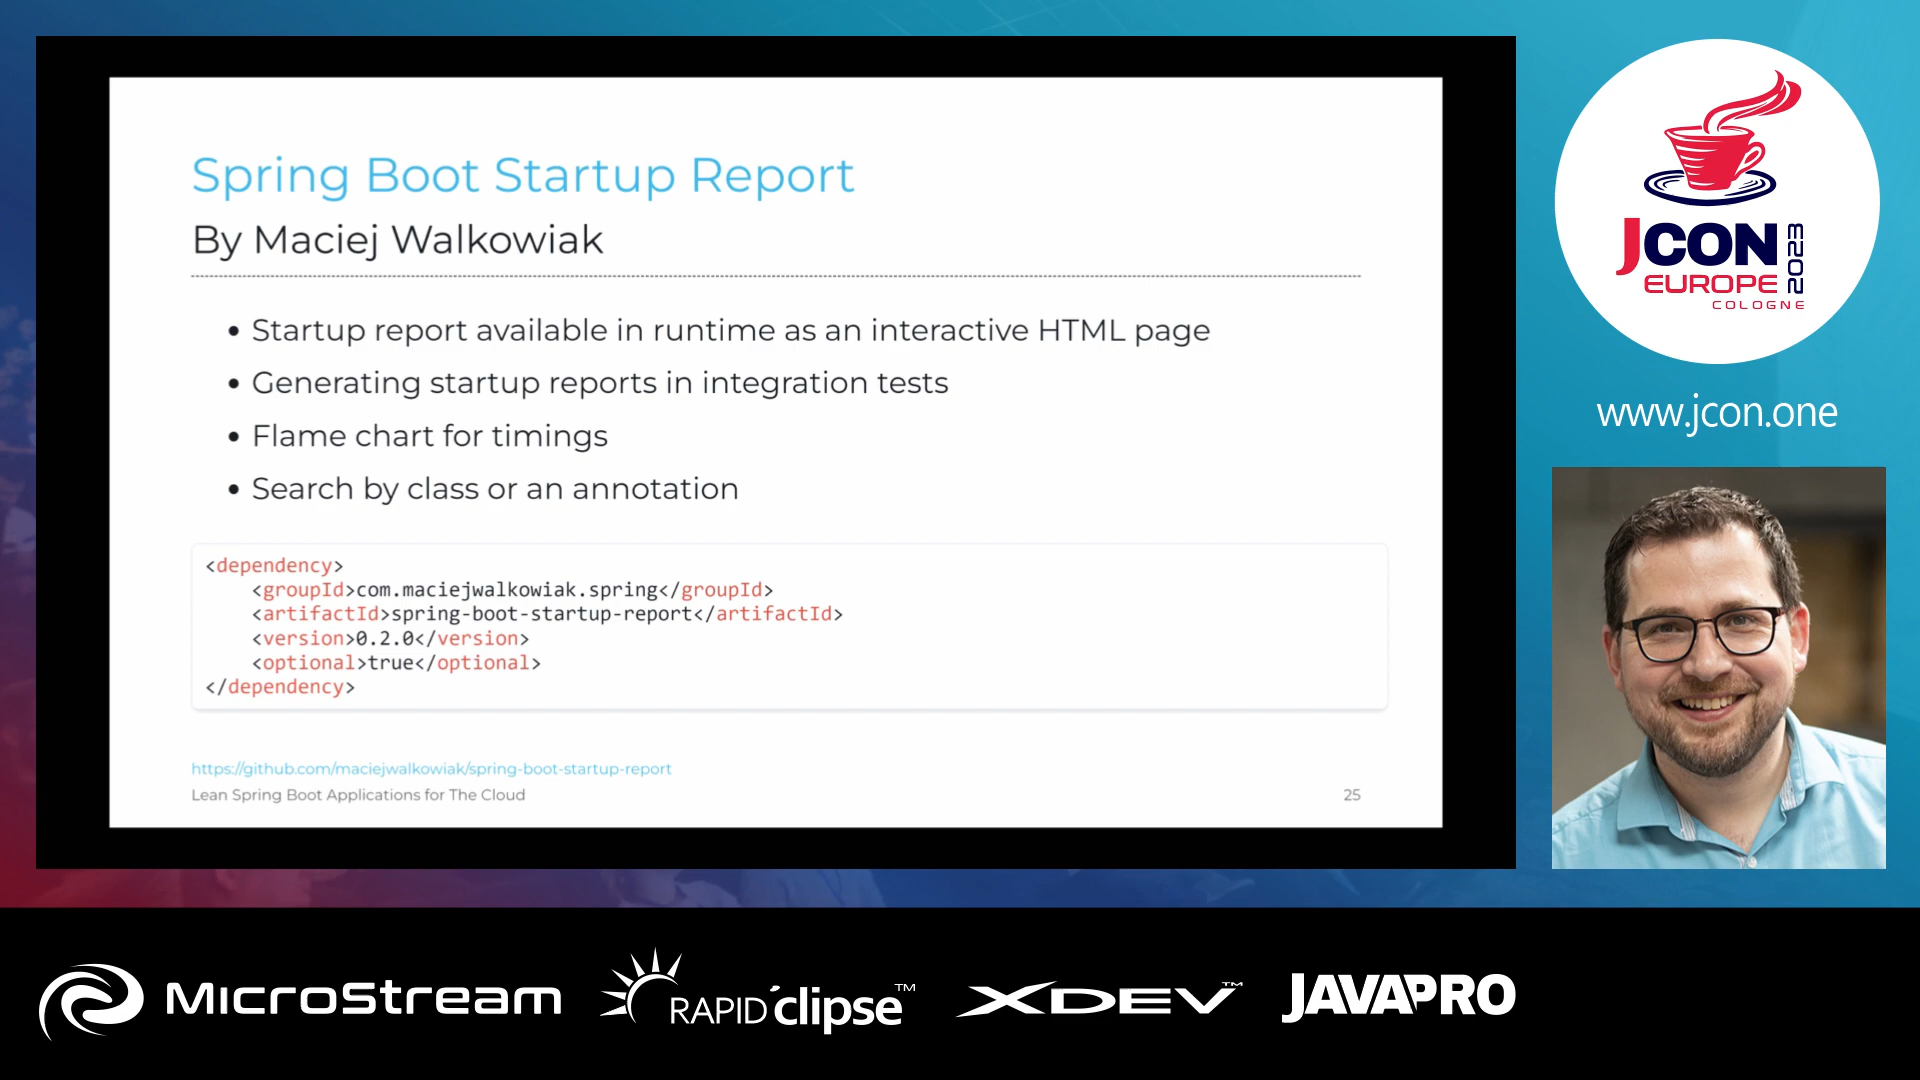 Spring Boot Startup Report
By Maciej Walkowiak
• Startup report available in runtime as an interactive HTML page
• Generating startup reports in integration tests
• Flame chart for timings
• Search by class or an annotation
<dependency>
    <groupId>com.maciejwalkowiak.spring</groupId>
    <artifactId>spring-boot-startup-report</artifactId>
    <version>0.2.0</version>
    <optional>true</optional>
</dependency>
https://github.com/maciejwalkowiak/spring-boot-startup-report
Lean Spring Boot Applications for The Cloud
25
JCON
EUROPE
COLOGNE
2023
www.jcon.one
MicroStream
RAPID'clipse™
XDEV™
JAVAPRO